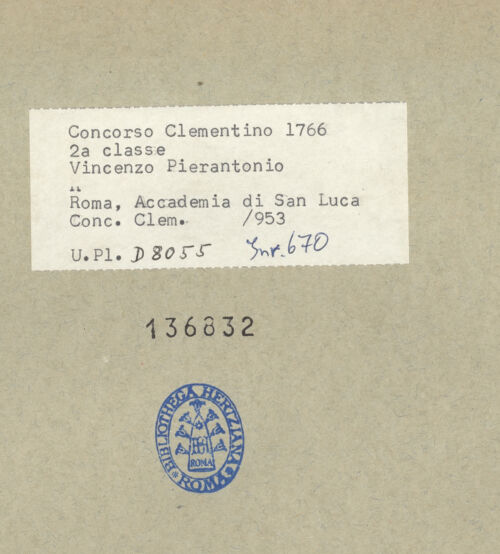 Concorso Clementino 1766
2a classe
Vincenzo Pierantonio
"
Roma, Accademia di San Luca
Conc. Clem. /953
U.Pl. D 8055 Inv. 670
136832
BIBLIOTHECA HERTZIANA
ROMA
ROMA